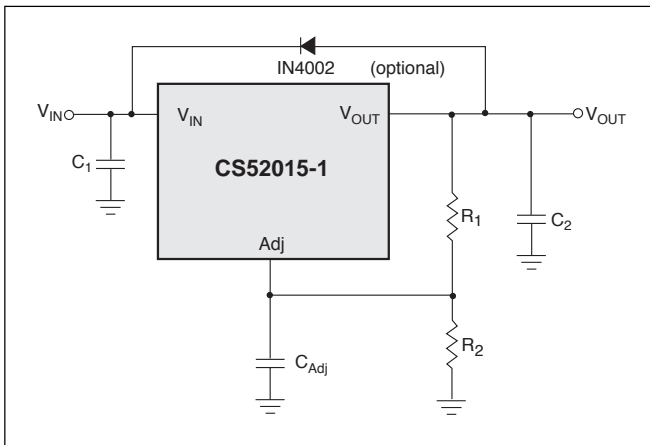 IN4002 (optional)
V_IN
V_IN
V_OUT
V_OUT
C_1
CS52015-1
R_1
C_2
Adj
R_2
C_Adj